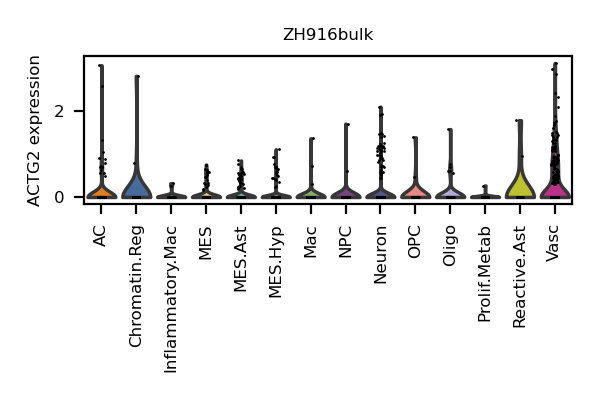 ZH916bulk
ACTG2 expression
2
0
AC
Chromatin.Reg
Inflammatory.Mac
MES
MES.Ast
MES.Hyp
Mac
NPC
Neuron
OPC
Oligo
Prolif.Metab
Reactive.Ast
Vasc